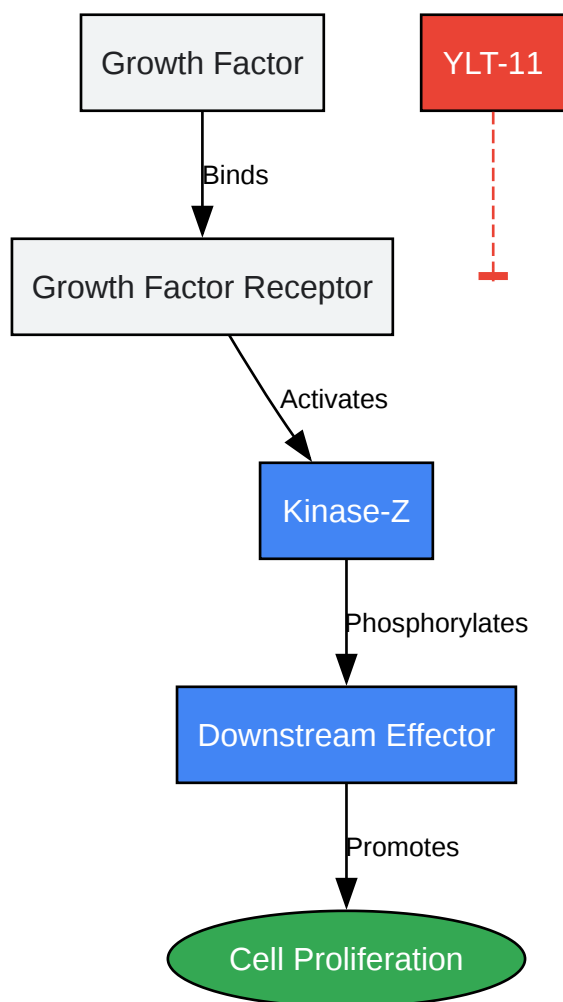 Growth Factor
YLT-11
Binds
Growth Factor Receptor
Activates
Kinase-Z
Phosphorylates
Downstream Effector
Promotes
Cell Proliferation